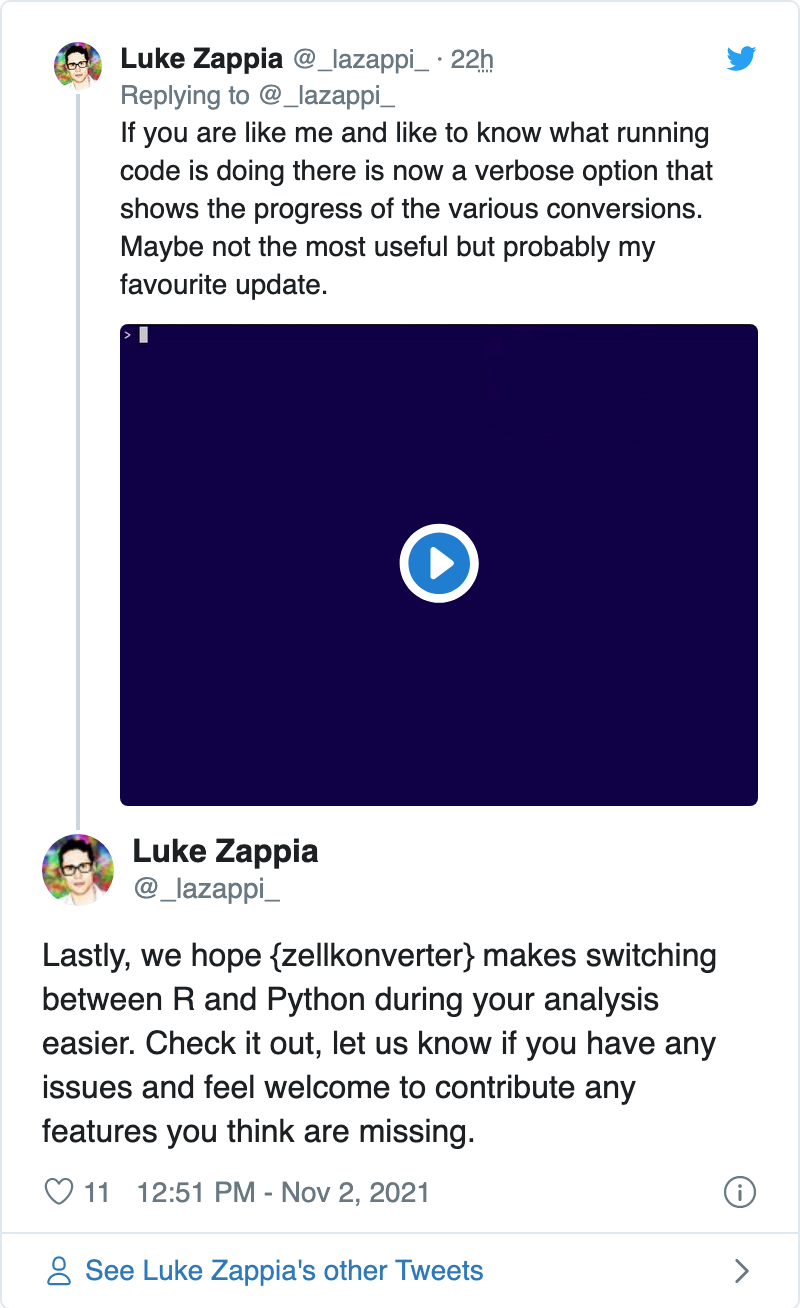 Luke Zappia @_lazappi_ · 22h
Replying to @_lazappi_
If you are like me and like to know what running
code is doing there is now a verbose option that
shows the progress of the various conversions.
Maybe not the most useful but probably my
favourite update.
>
Luke Zappia
@_lazappi_
Lastly, we hope {zellkonverter} makes switching
between R and Python during your analysis
easier. Check it out, let us know if you have any
issues and feel welcome to contribute any
features you think are missing.
11 12:51 PM - Nov 2, 2021
See Luke Zappia's other Tweets